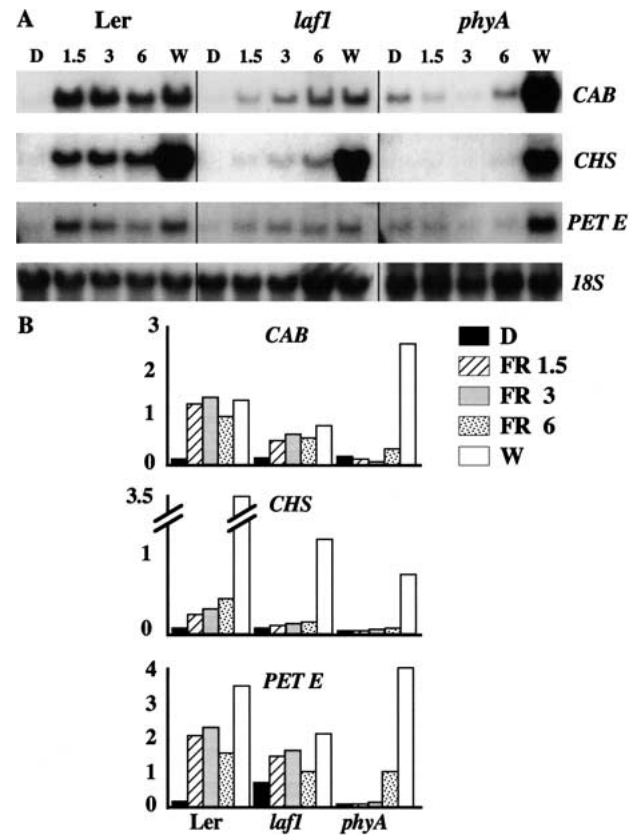 A Ler laf1 phyA
D 1.5 3 6 W D 1.5 3 6 W D 1.5 3 6 W
CAB
CHS
PET E
18S
B
3 CAB
2
1
0
D
FR 1.5
FR 3
FR 6
W
3.5 CHS
1
0
4 PET E
3
2
1
0
Ler laf1 phyA